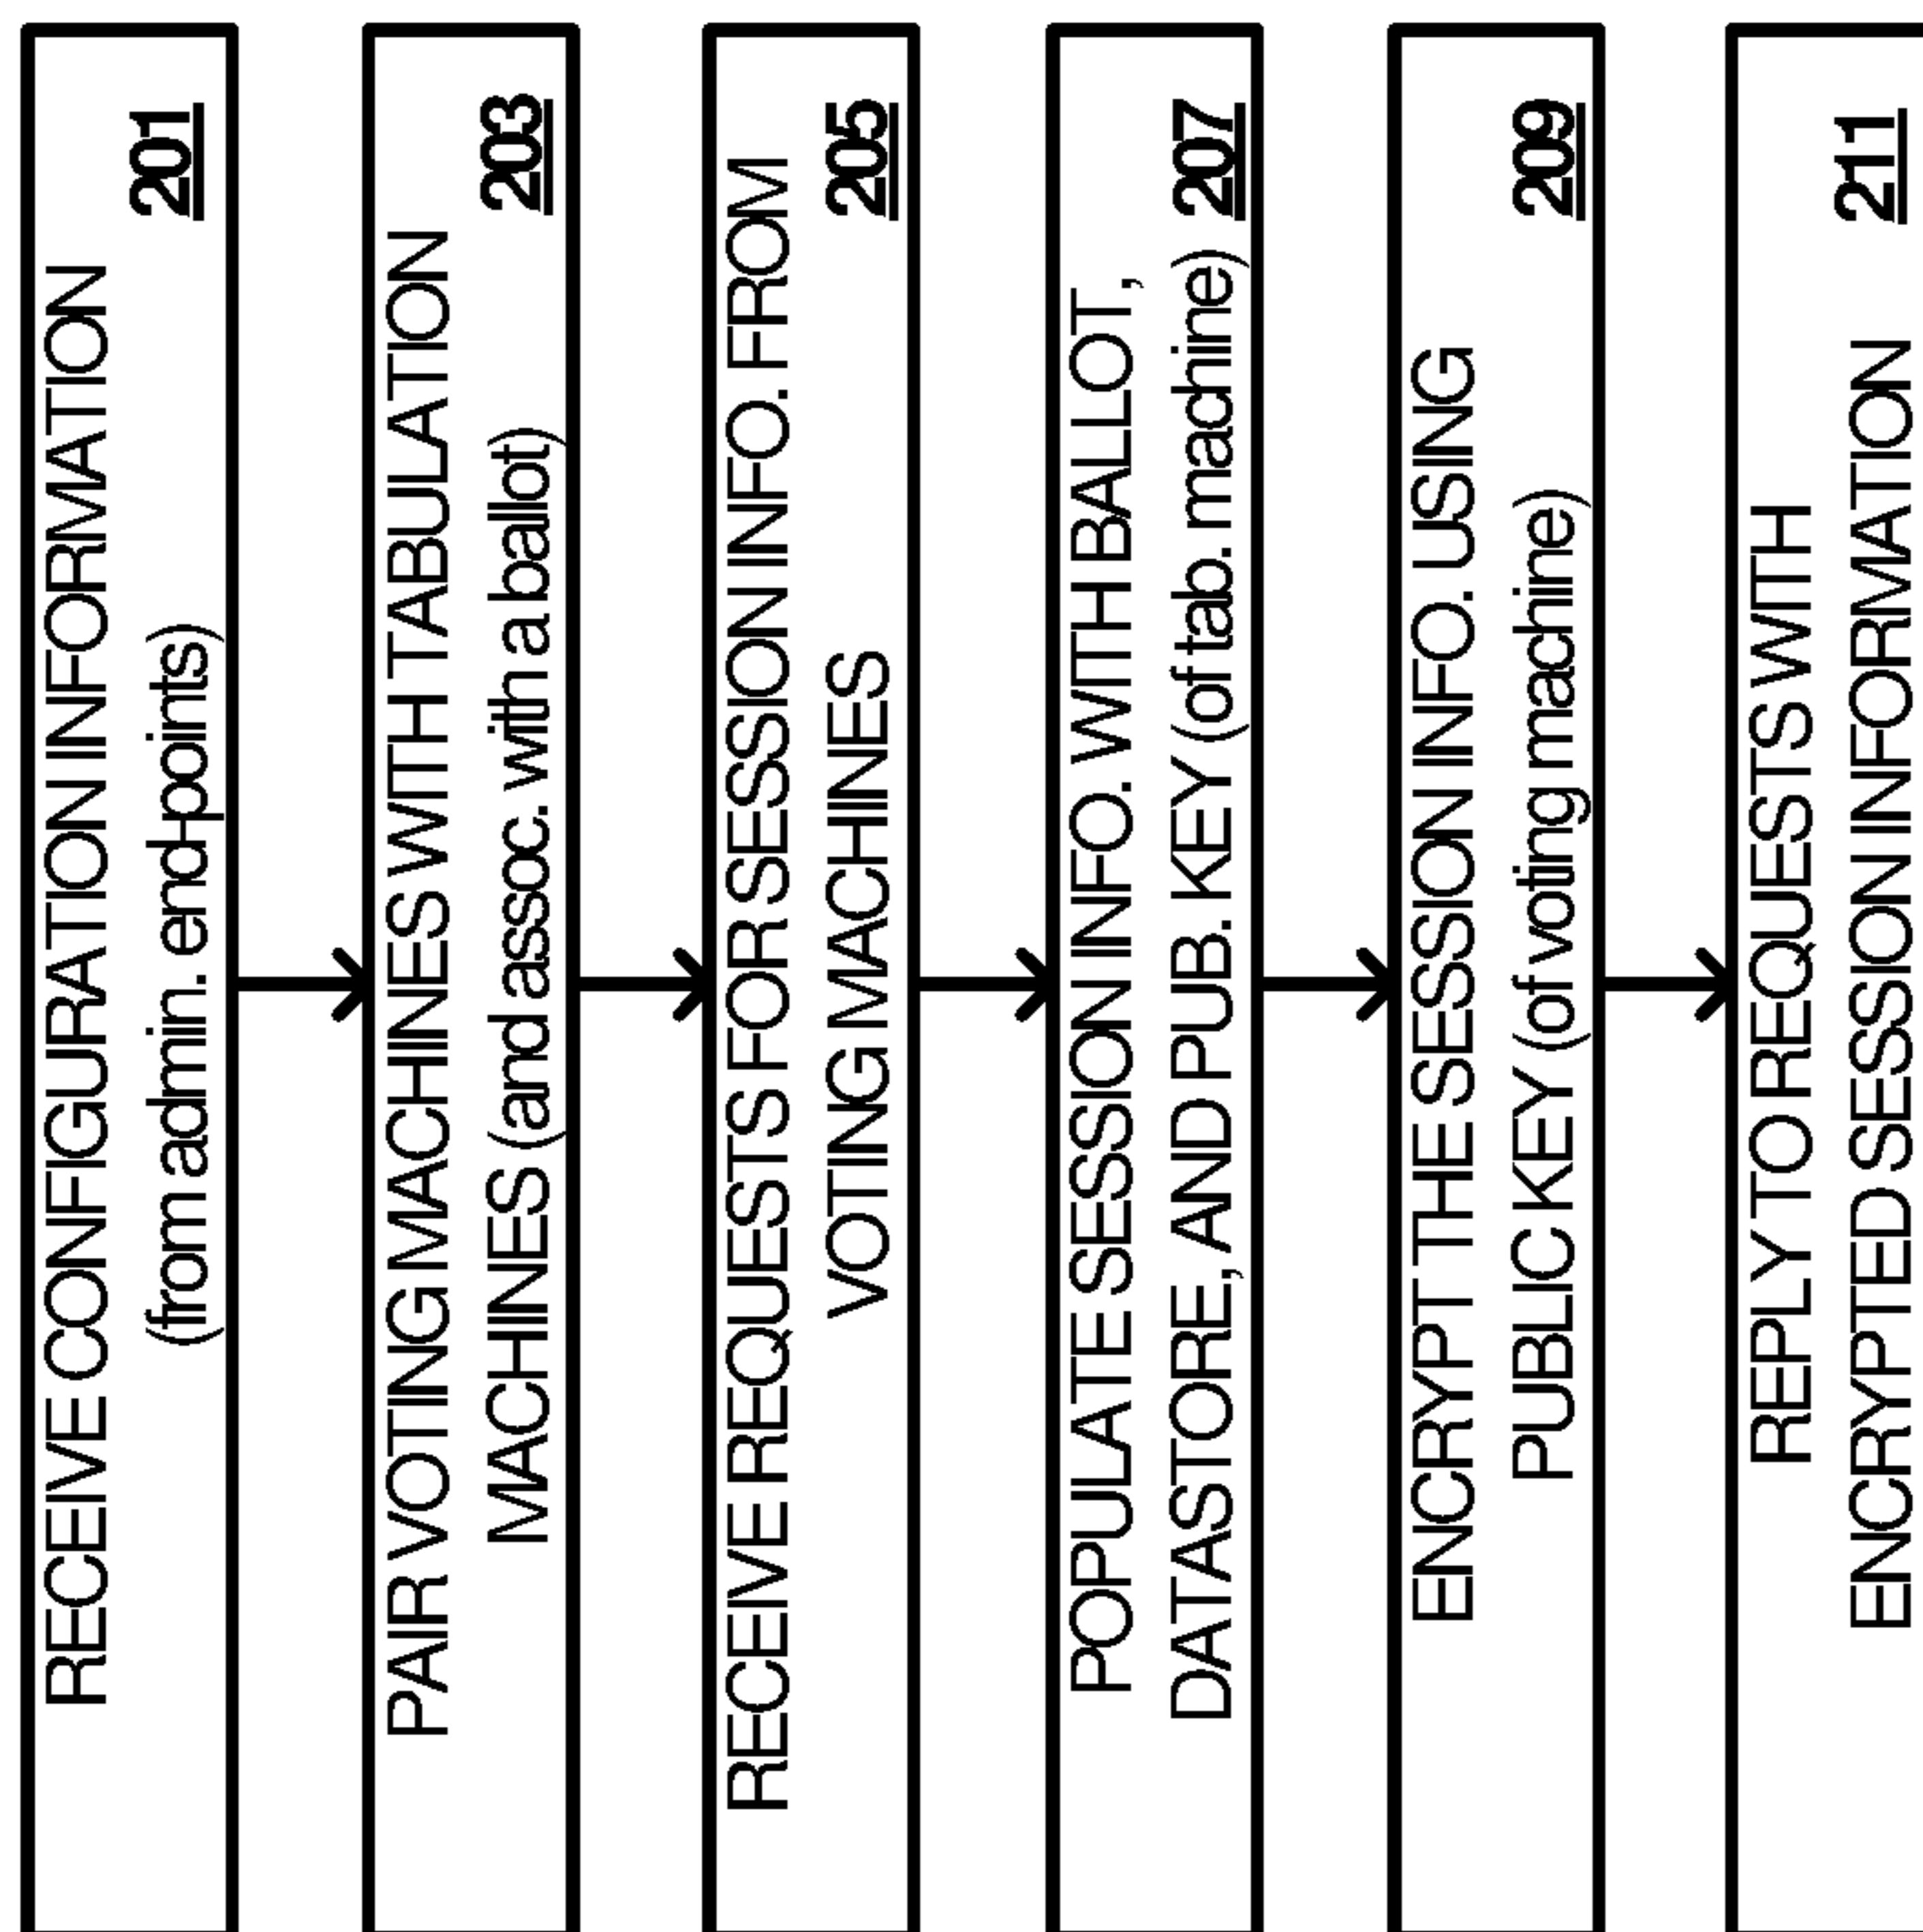 RECEIVE CONFIGURATION INFORMATION
(from admin. end-points)
201
PAIR VOTING MACHINES WITH TABULATION
MACHINES (and assoc. with a ballot)
203
RECEIVE REQUESTS FOR SESSION INFO. FROM
VOTING MACHINES
205
POPULATE SESSION INFO. WITH BALLOT,
DATASTORE, AND PUB. KEY (of tab. machine)
207
ENCRYPT THE SESSION INFO. USING
PUBLIC KEY (of voting machine)
209
REPLY TO REQUESTS WITH
ENCRYPTED SESSION INFORMATION
211